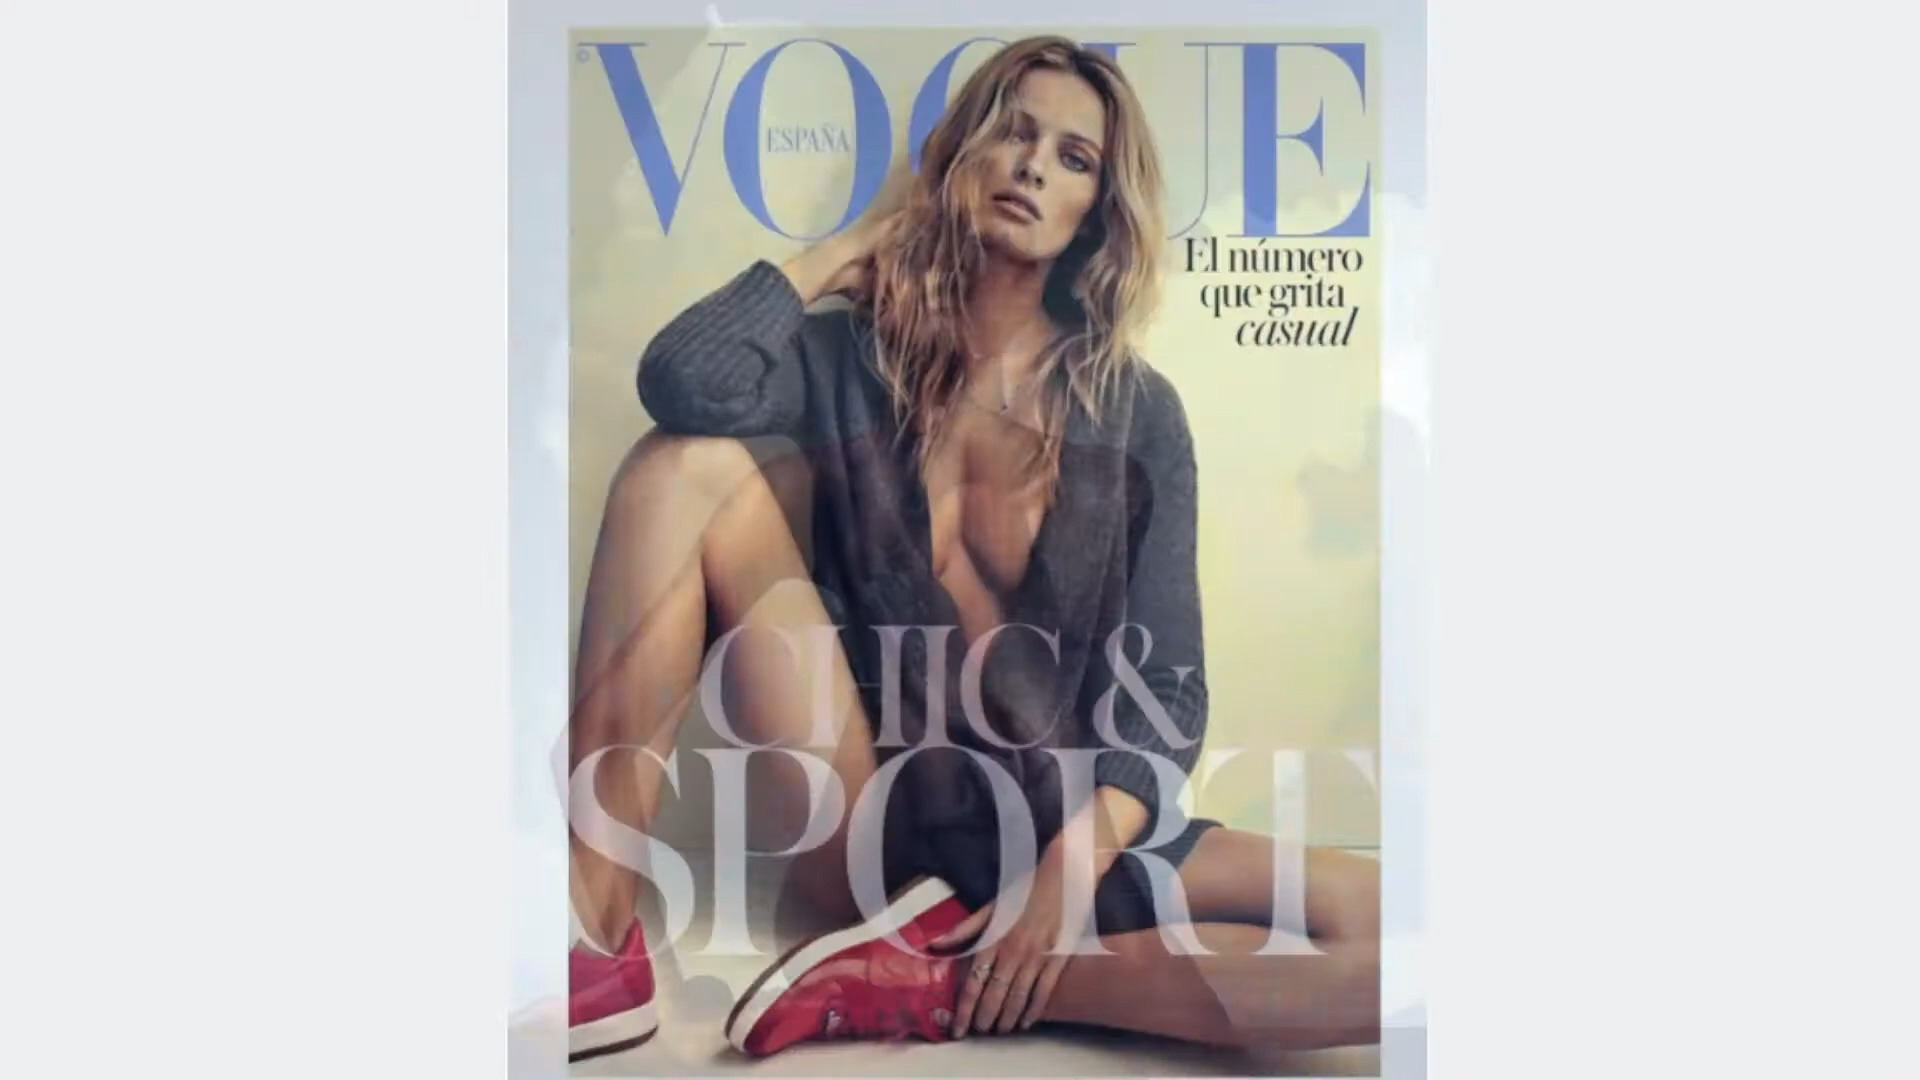 VOGUE
ESPAÑA
El número
que grita
casual
CHIC &
SPORT